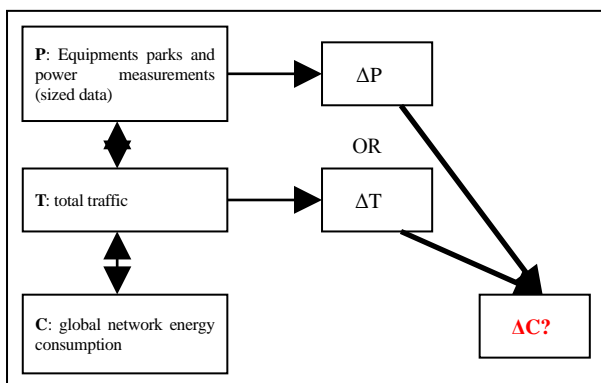 P: Equipments parks and
power measurements
(sized data)
ΔP
OR
T: total traffic
ΔT
C: global network energy
consumption
ΔC?